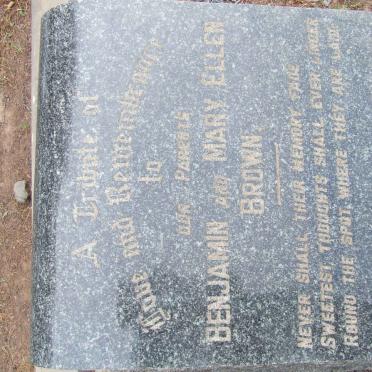 A Tribute of
Love and Remembrance
to
OUR PARENTS
BENJAMIN AND MARY ELLEN
BROWN.
NEVER SHALL THEIR MEMORY FADE
SWEETEST THOUGHTS SHALL EVER LINGER
ROUND THE SPOT WHERE THEY ARE LAID